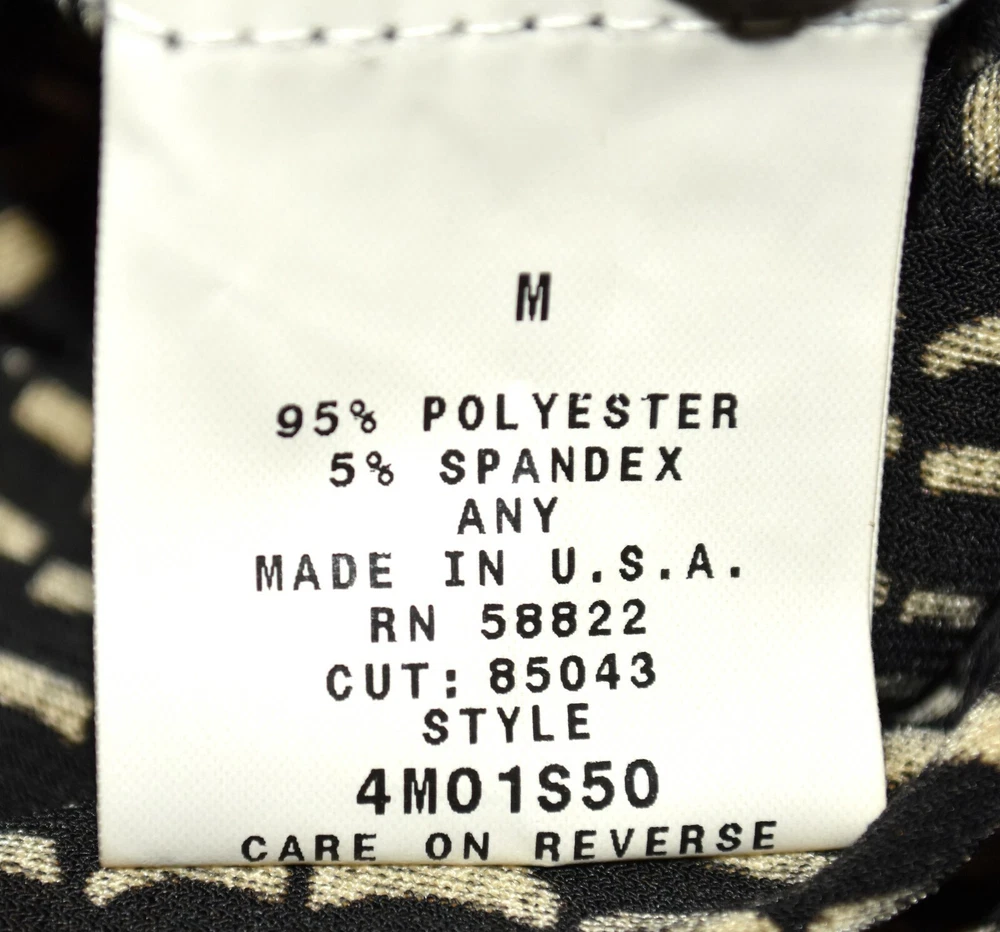 M
95% POLYESTER
5% SPANDEX
ANY
MADE IN U.S.A.
RN 58822
CUT: 85043
STYLE
4M01S50
CARE ON REVERSE